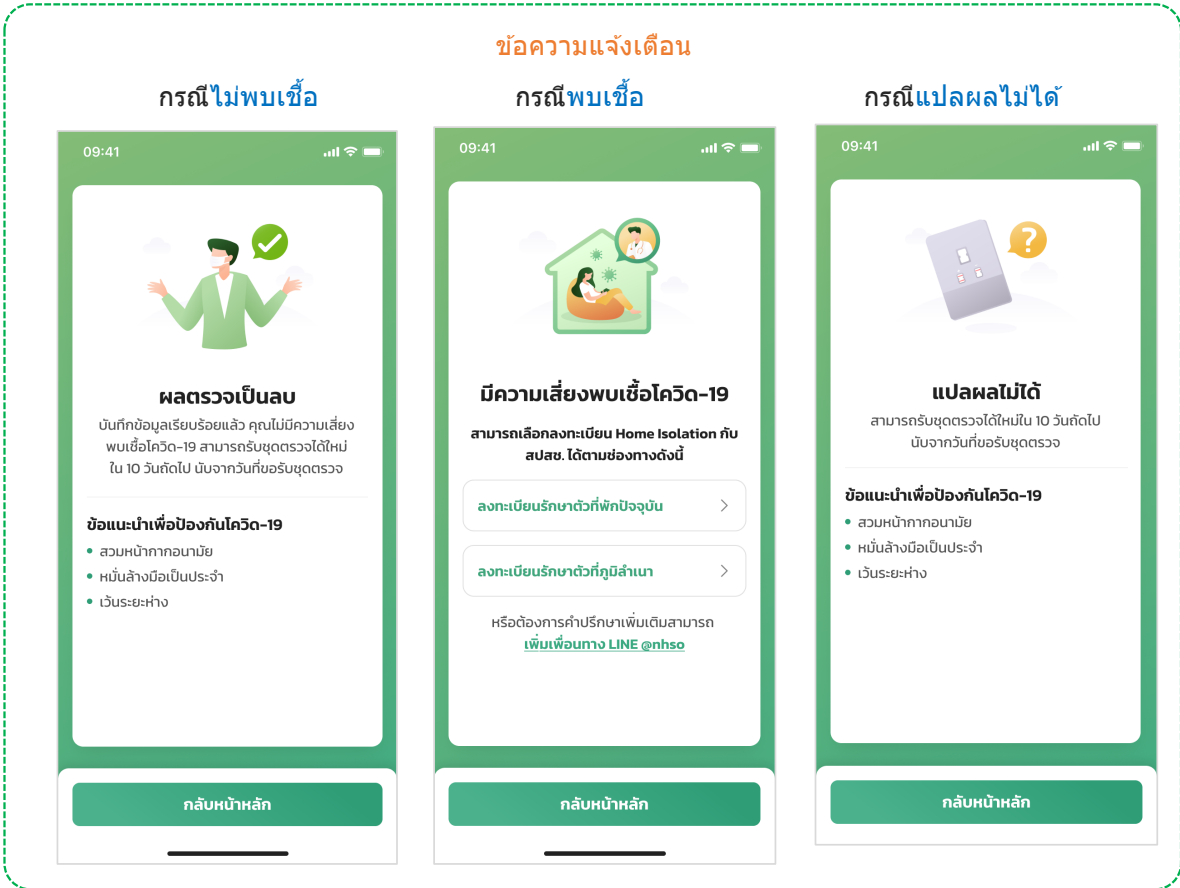 ข้อความแจ้งเตือน
กรณีไม่พบเชื้อ
09:41
ผลตรวจเป็นลบ
บันทึกข้อมูลเรียบร้อยแล้ว คุณไม่มีความเสี่ยง
พบเชื้อโควิด-19 สามารถรับชุดตรวจได้ใหม่
ใน 10 วันถัดไป นับจากวันที่ขอรับชุดตรวจ
ข้อแนะนำเพื่อป้องกันโควิด-19
• สวมหน้ากากอนามัย
• หมั่นล้างมือเป็นประจำ
• เว้นระยะห่าง
กลับหน้าหลัก
กรณีพบเชื้อ
09:41
มีความเสี่ยงพบเชื้อโควิด-19
สามารถเลือกลงทะเบียน Home Isolation กับ
สปสช. ได้ตามช่องทางดังนี้
ลงทะเบียนรักษาตัวที่พักปัจจุบัน
ลงทะเบียนรักษาตัวที่ภูมิลำเนา
หรือต้องการคำปรึกษาเพิ่มเติมสามารถ
เพิ่มเพื่อนทาง LINE @nhso
กลับหน้าหลัก
กรณีแปลผลไม่ได้
09:41
?
แปลผลไม่ได้
สามารถรับชุดตรวจได้ใหม่ใน 10 วันถัดไป
นับจากวันที่ขอรับชุดตรวจ
ข้อแนะนำเพื่อป้องกันโควิด-19
• สวมหน้ากากอนามัย
• หมั่นล้างมือเป็นประจำ
• เว้นระยะห่าง
กลับหน้าหลัก